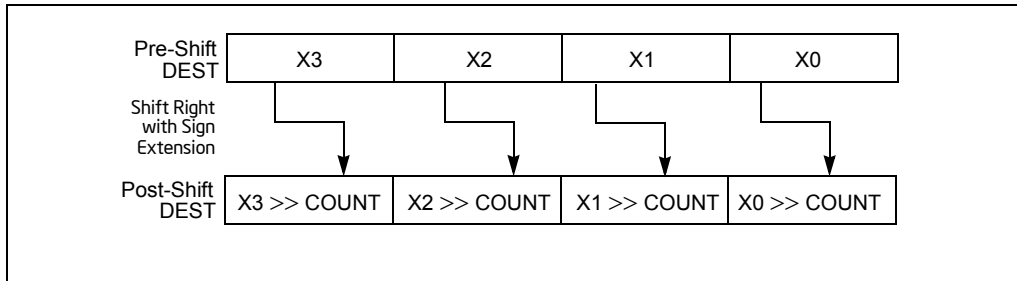 Pre-Shift
DEST
X3
X2
X1
X0
Shift Right
with Sign
Extension
Post-Shift
DEST
X3 >> COUNT
X2 >> COUNT
X1 >> COUNT
X0 >> COUNT